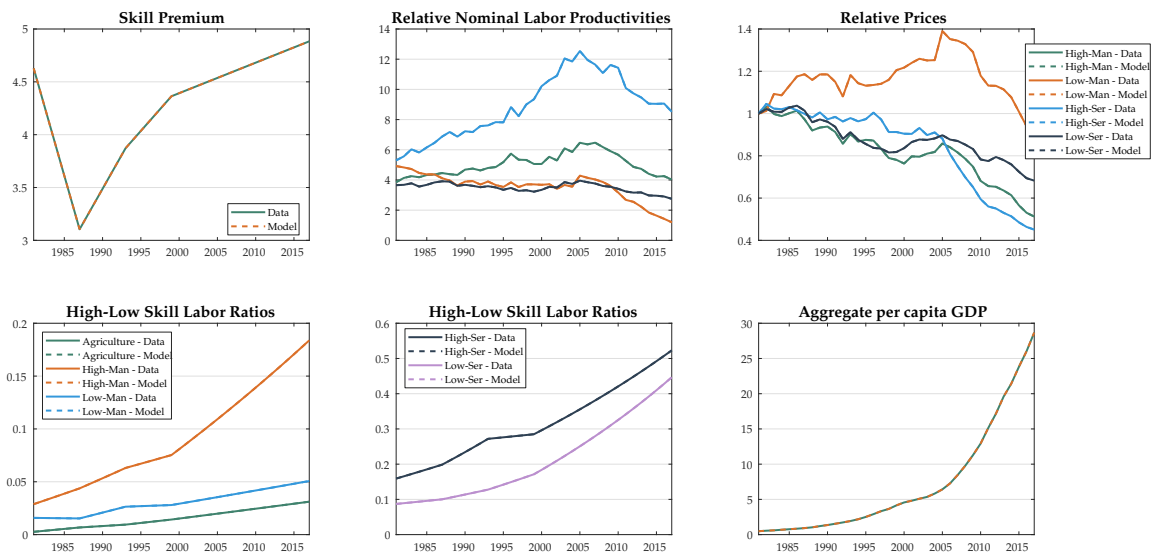 Skill Premium
5
4.5
4
3.5
3
1985 1990 1995 2000 2005 2010 2015
Data
Model
Relative Nominal Labor Productivities
14
12
10
8
6
4
2
0
1985 1990 1995 2000 2005 2010 2015
Relative Prices
1.4
1.2
1
0.8
0.6
0.4
1985 1990 1995 2000 2005 2010 2015
High-Man - Data
High-Man - Model
Low-Man - Data
Low-Man - Model
High-Ser - Data
High-Ser - Model
Low-Ser - Data
Low-Ser - Model
High-Low Skill Labor Ratios
0.2
0.15
0.1
0.05
0
1985 1990 1995 2000 2005 2010 2015
Agriculture - Data
Agriculture - Model
High-Man - Data
High-Man - Model
Low-Man - Data
Low-Man - Model
High-Low Skill Labor Ratios
0.6
0.5
0.4
0.3
0.2
0.1
0
1985 1990 1995 2000 2005 2010 2015
High-Ser - Data
High-Ser - Model
Low-Ser - Data
Low-Ser - Model
Aggregate per capita GDP
30
25
20
15
10
5
0
1985 1990 1995 2000 2005 2010 2015